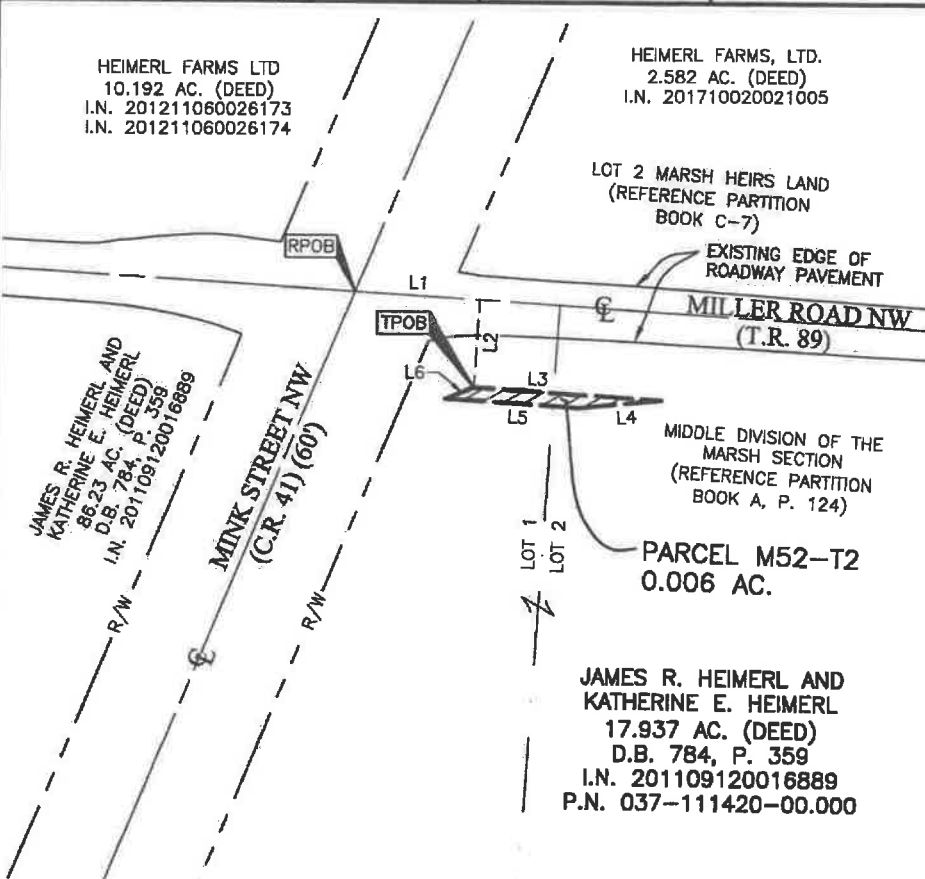 HEIMERL FARMS LTD
10.192 AC. (DEED)
I.N. 201211060026173
I.N. 201211060026174
HEIMERL FARMS, LTD.
2.582 AC. (DEED)
I.N. 201710020021005
LOT 2 MARSH HEIRS LAND
(REFERENCE PARTITION
BOOK C-7)
EXISTING EDGE OF
ROADWAY PAVEMENT
RPOB
L1
℄
MILLER ROAD NW
(T.R. 89)
TPOB
L2
L6
L3
L5
L4
JAMES R. HEIMERL AND
KATHERINE E. HEIMERL
86.23 AC. (DEED)
D.B. 784, P. 359
I.N. 201109120016889
MINK STREET NW
(C.R. 41) (60')
MIDDLE DIVISION OF THE
MARSH SECTION
(REFERENCE PARTITION
BOOK A, P. 124)
LOT 1
LOT 2
PARCEL M52-T2
0.006 AC.
R/W
R/W
℄
JAMES R. HEIMERL AND
KATHERINE E. HEIMERL
17.937 AC. (DEED)
D.B. 784, P. 359
I.N. 201109120016889
P.N. 037-111420-00.000